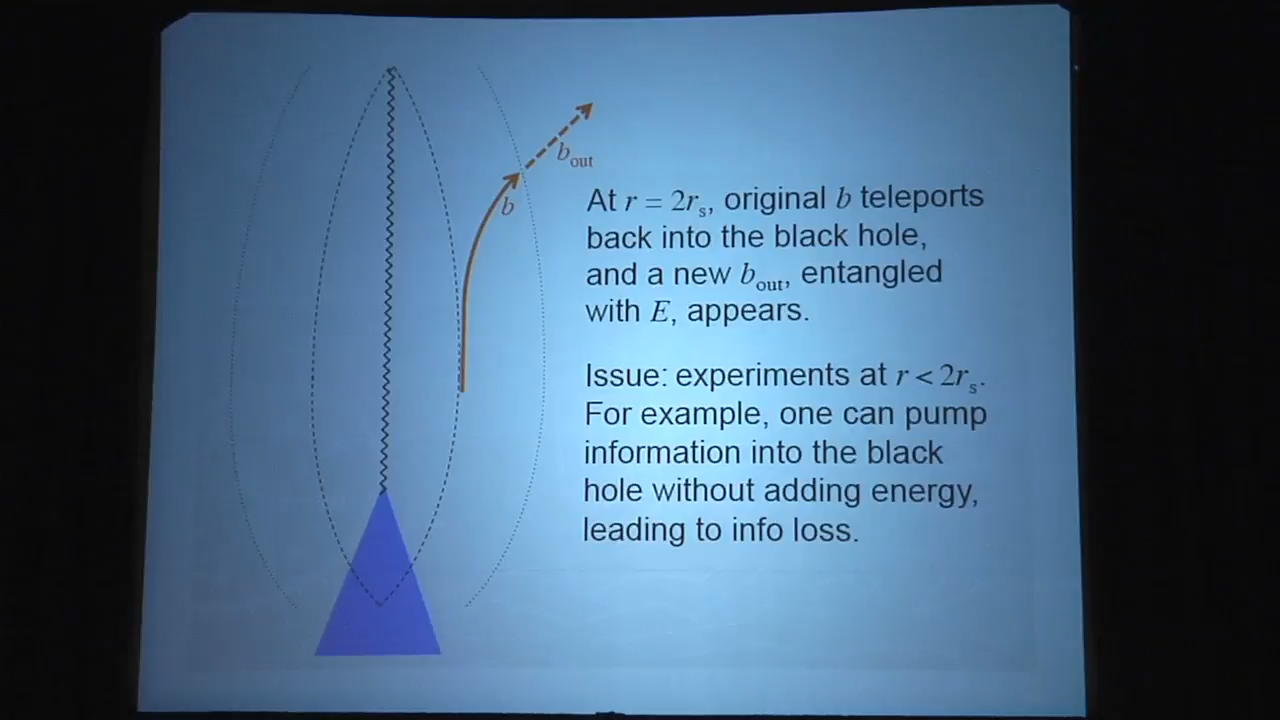 b_out
b
At r = 2r_s, original b teleports
back into the black hole,
and a new b_out, entangled
with E, appears.
Issue: experiments at r < 2r_s.
For example, one can pump
information into the black
hole without adding energy,
leading to info loss.